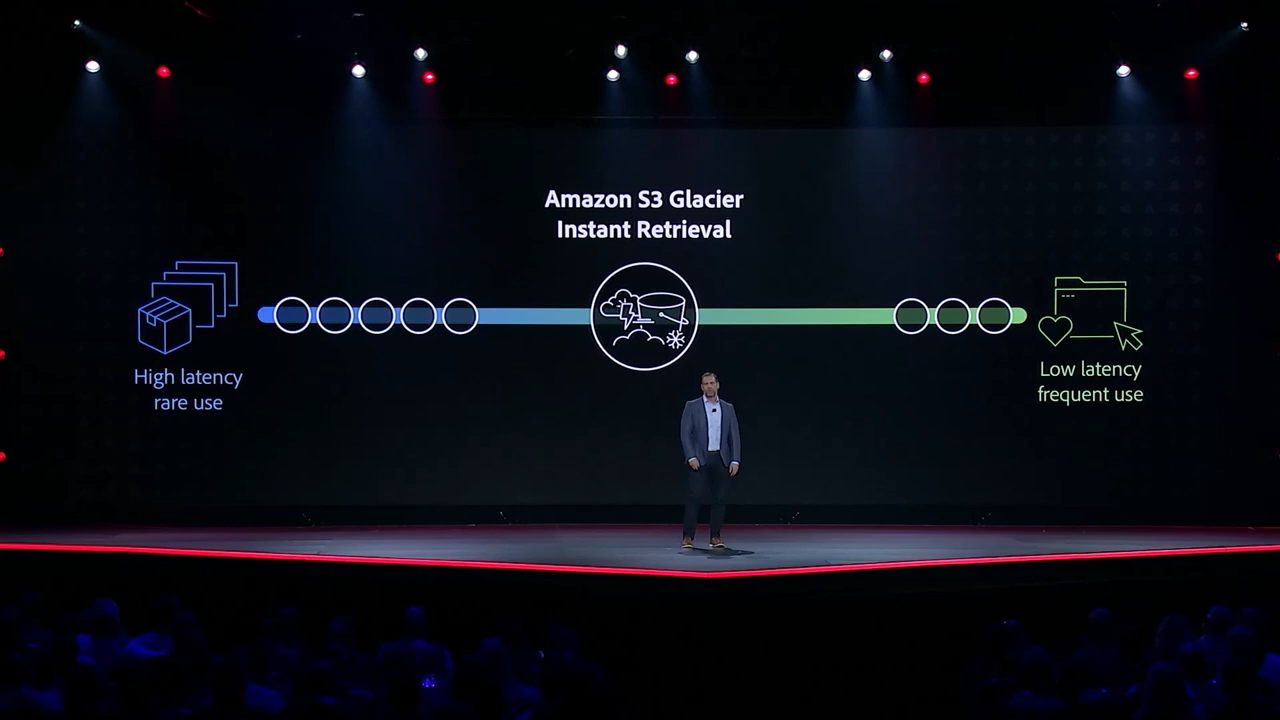 Amazon S3 Glacier
Instant Retrieval
High latency
rare use
Low latency
frequent use